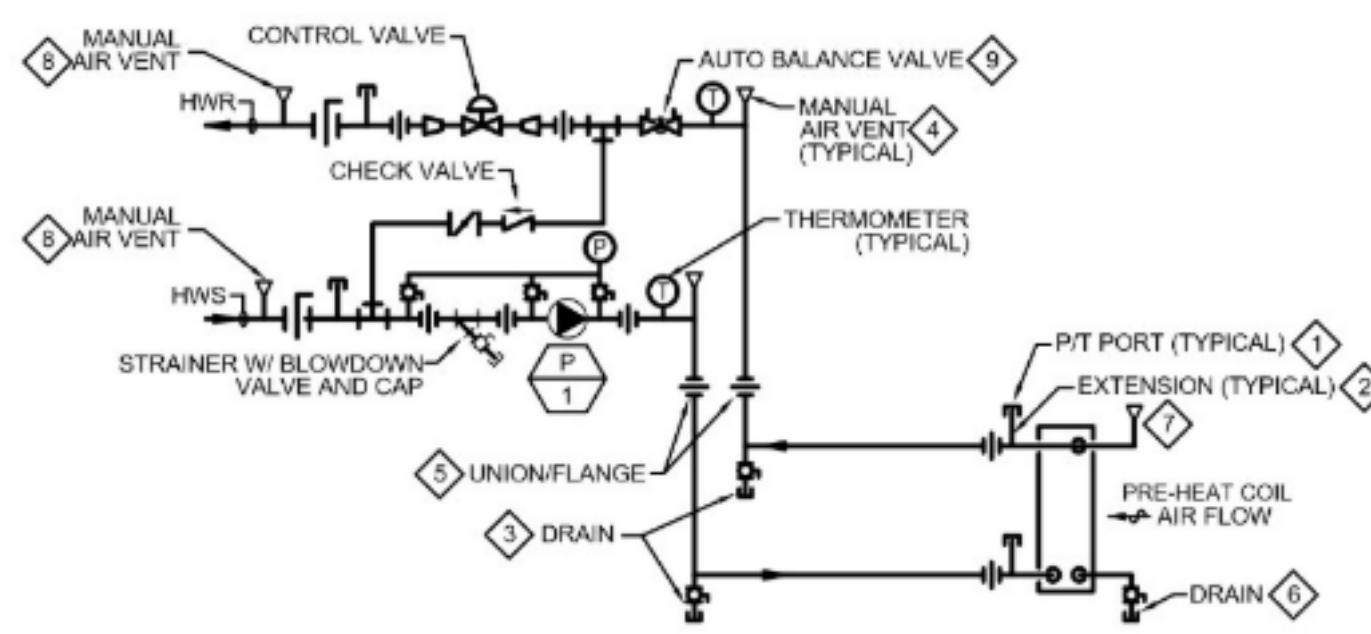 MANUAL
AIR VENT
8
CONTROL VALVE
AUTO BALANCE VALVE
9
HWR
T
MANUAL
AIR VENT
(TYPICAL)
4
CHECK VALVE
MANUAL
AIR VENT
8
P
THERMOMETER
(TYPICAL)
HWS
T
STRAINER W/ BLOWDOWN
VALVE AND CAP
P
1
P/T PORT (TYPICAL)
1
EXTENSION (TYPICAL)
2
7
5
UNION/FLANGE
PRE-HEAT COIL
AIR FLOW
3
DRAIN
DRAIN
6